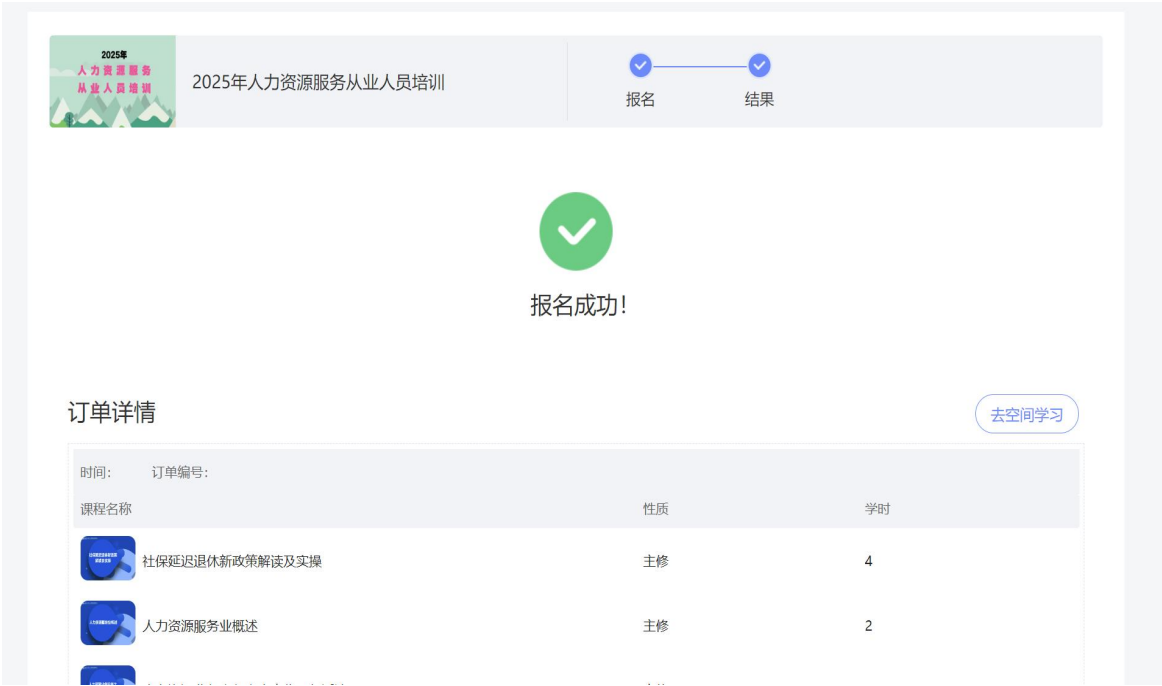 2025年
人力资源服务
从业人员培训
2025年人力资源服务从业人员培训
报名
结果
报名成功!
订单详情
去空间学习
时间: 订单编号:
课程名称 性质 学时
社保延迟退休新政策解读及实操 主修 4
人力资源服务业概述 主修 2